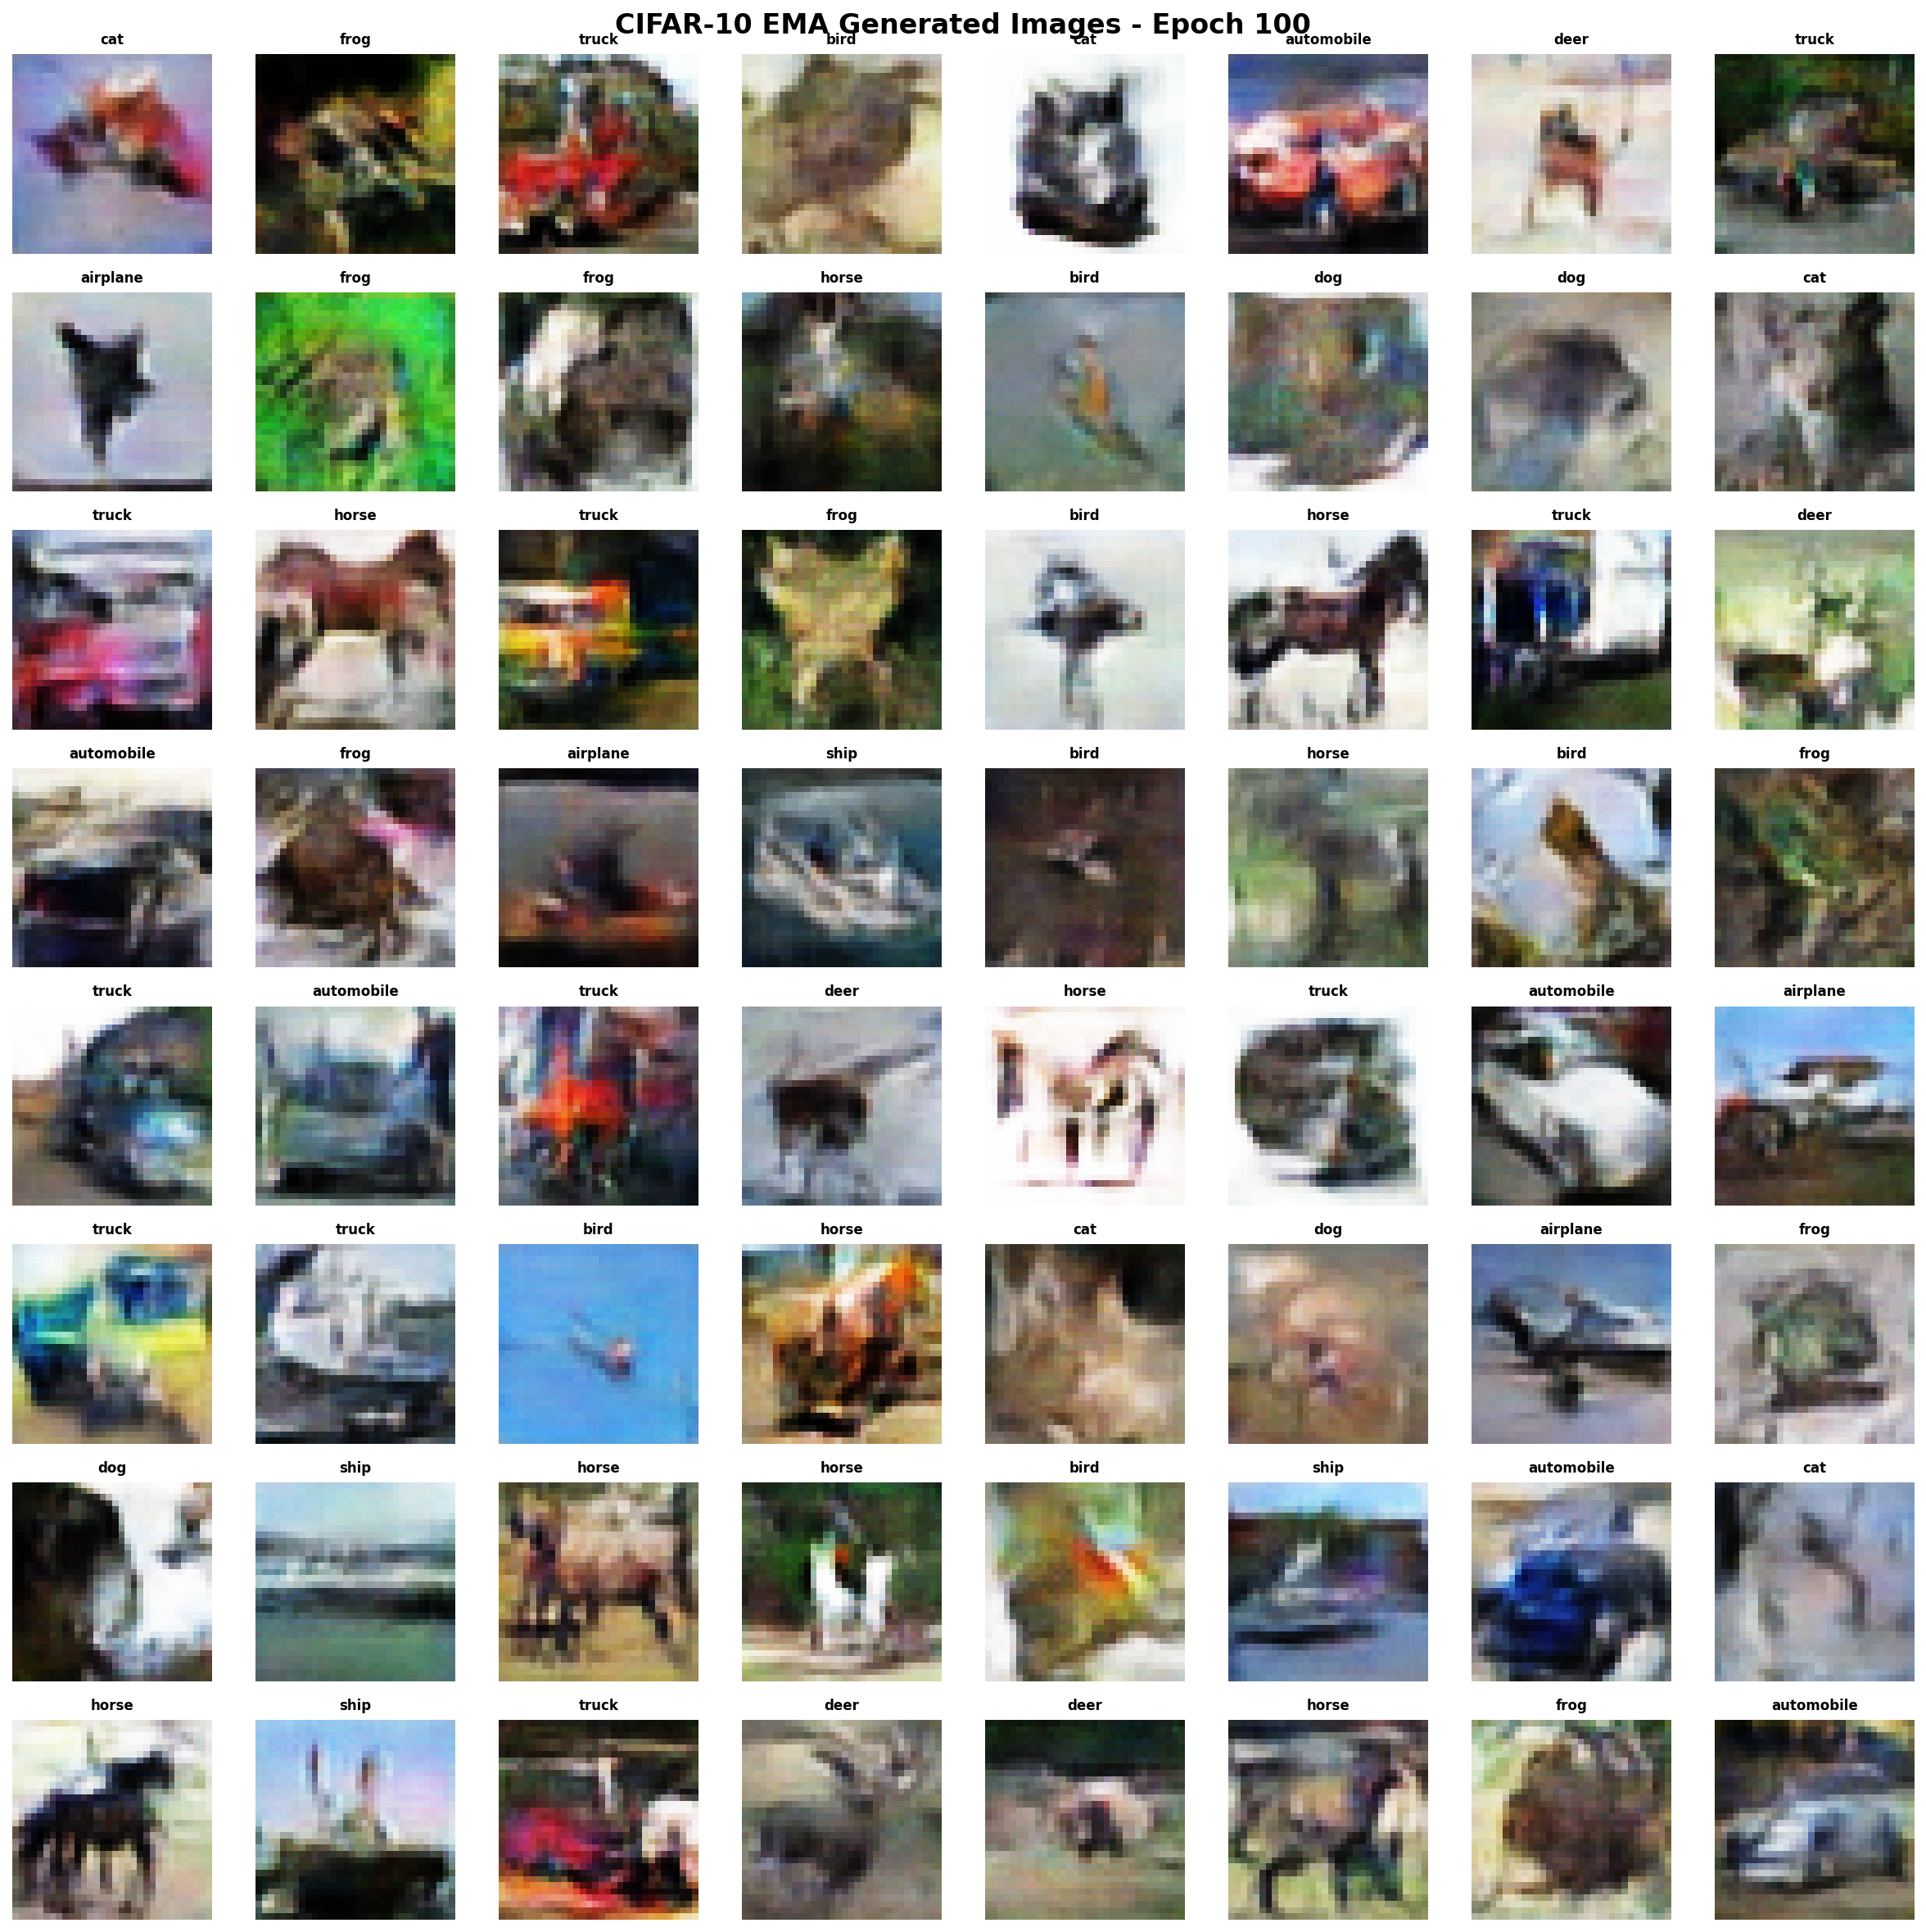 CIFAR-10 EMA Generated Images - Epoch 100
cat frog truck bird cat automobile deer truck
airplane frog frog horse bird dog dog cat
truck horse truck frog bird horse truck deer
automobile frog airplane ship bird horse bird frog
truck automobile truck deer horse truck automobile airplane
truck truck bird horse cat dog airplane frog
dog ship horse horse bird ship automobile cat
horse ship truck deer deer horse frog automobile